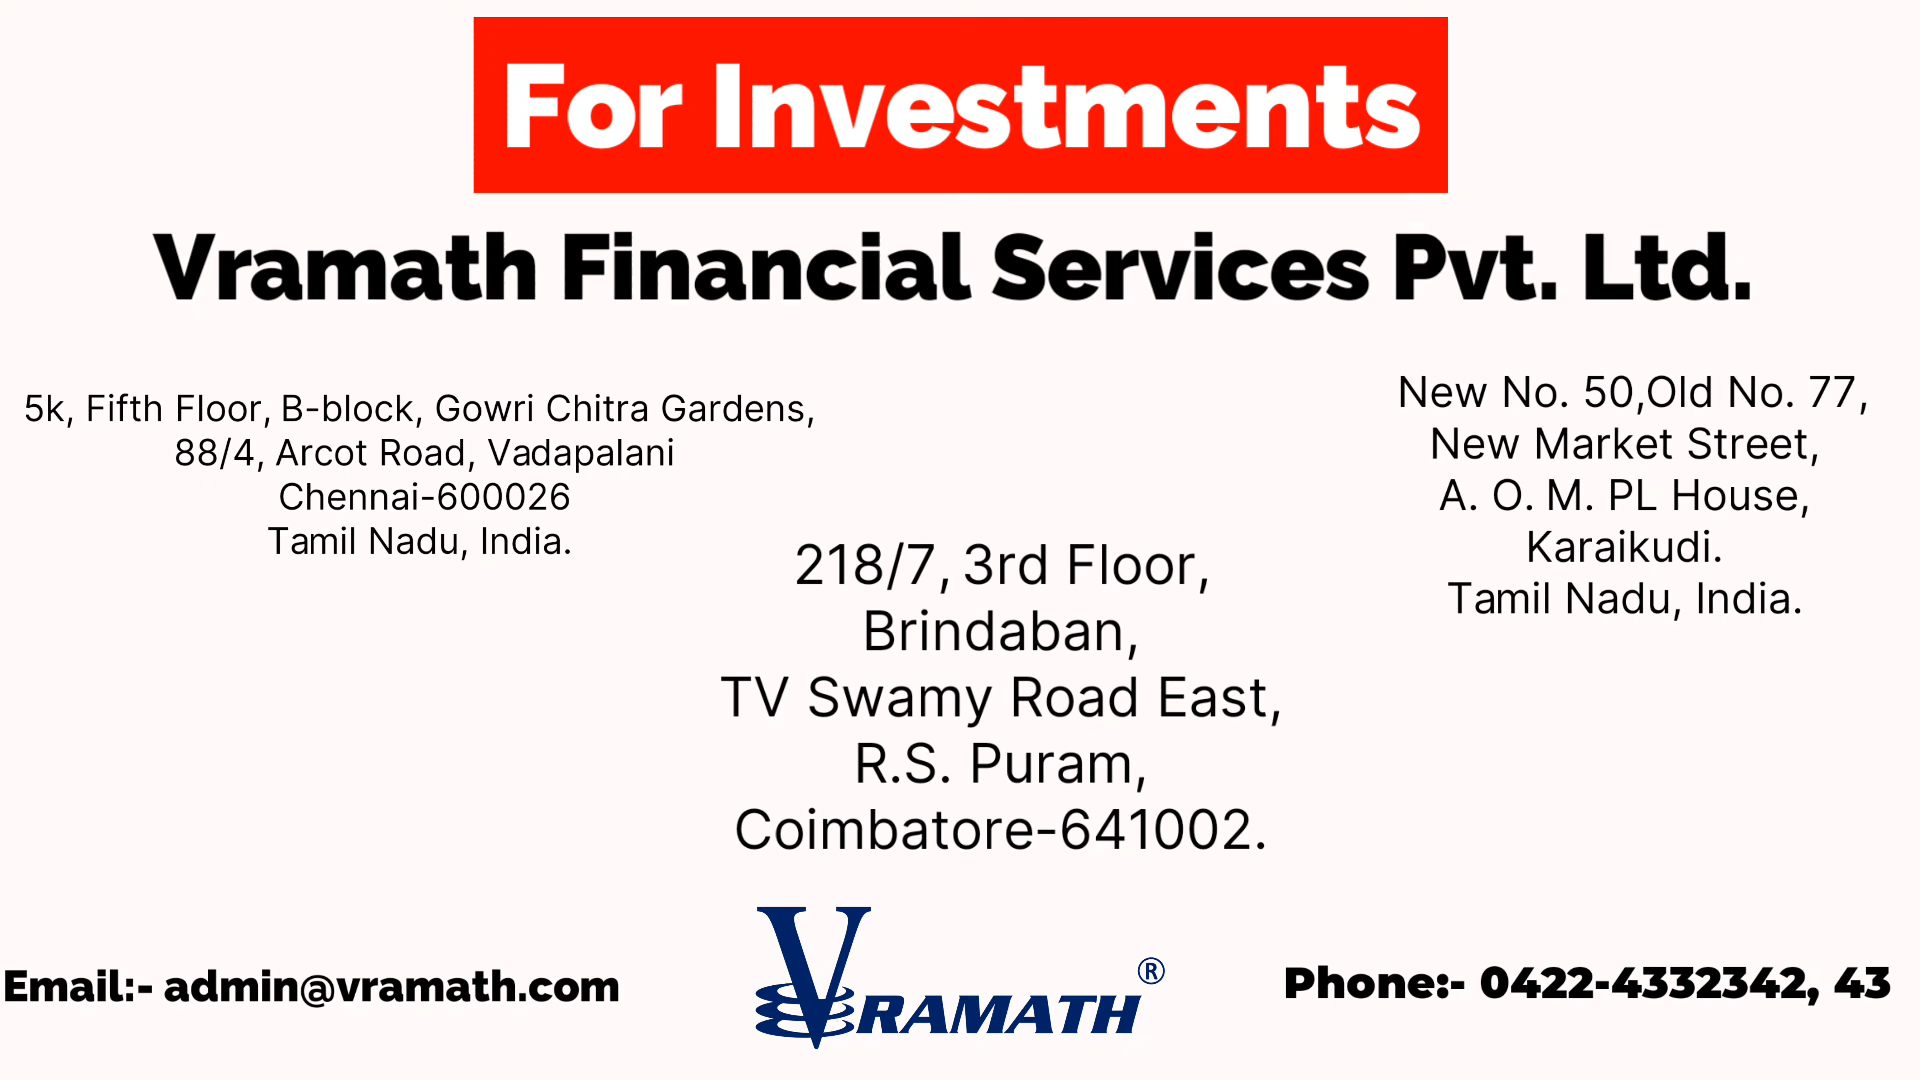 For Investments
Vramath Financial Services Pvt. Ltd.
5k, Fifth Floor, B-block, Gowri Chitra Gardens,
88/4, Arcot Road, Vadapalani
Chennai-600026
Tamil Nadu, India.
218/7, 3rd Floor,
Brindaban,
TV Swamy Road East,
R.S. Puram,
Coimbatore-641002.
New No. 50,Old No. 77,
New Market Street,
A. O. M. PL House,
Karaikudi.
Tamil Nadu, India.
Email:- admin@vramath.com
VRAMATH®
Phone:- 0422-4332342, 43